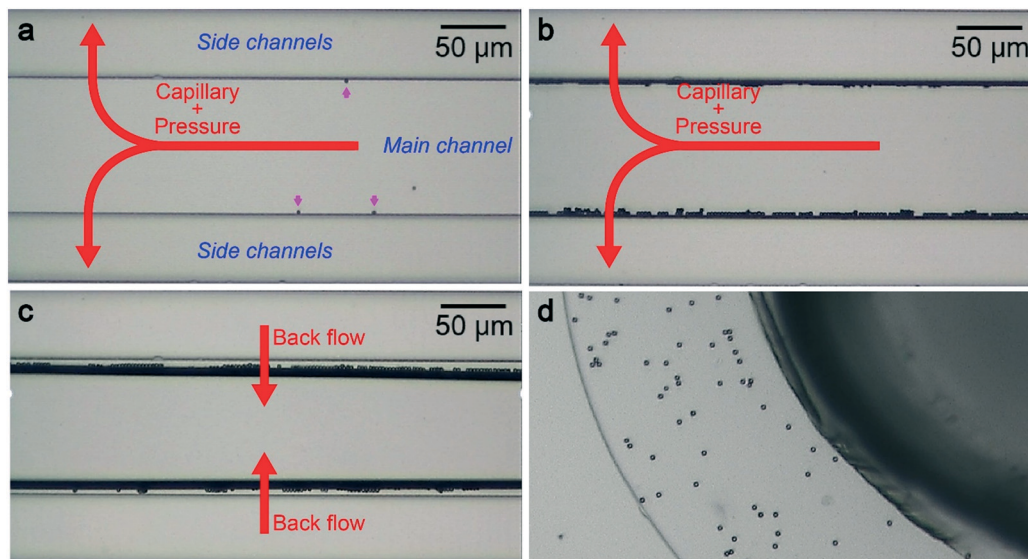 a
Side channels
50 µm
Capillary
+
Pressure
Main channel
Side channels
b
50 µm
Capillary
+
Pressure
c
50 µm
Back flow
Back flow
d